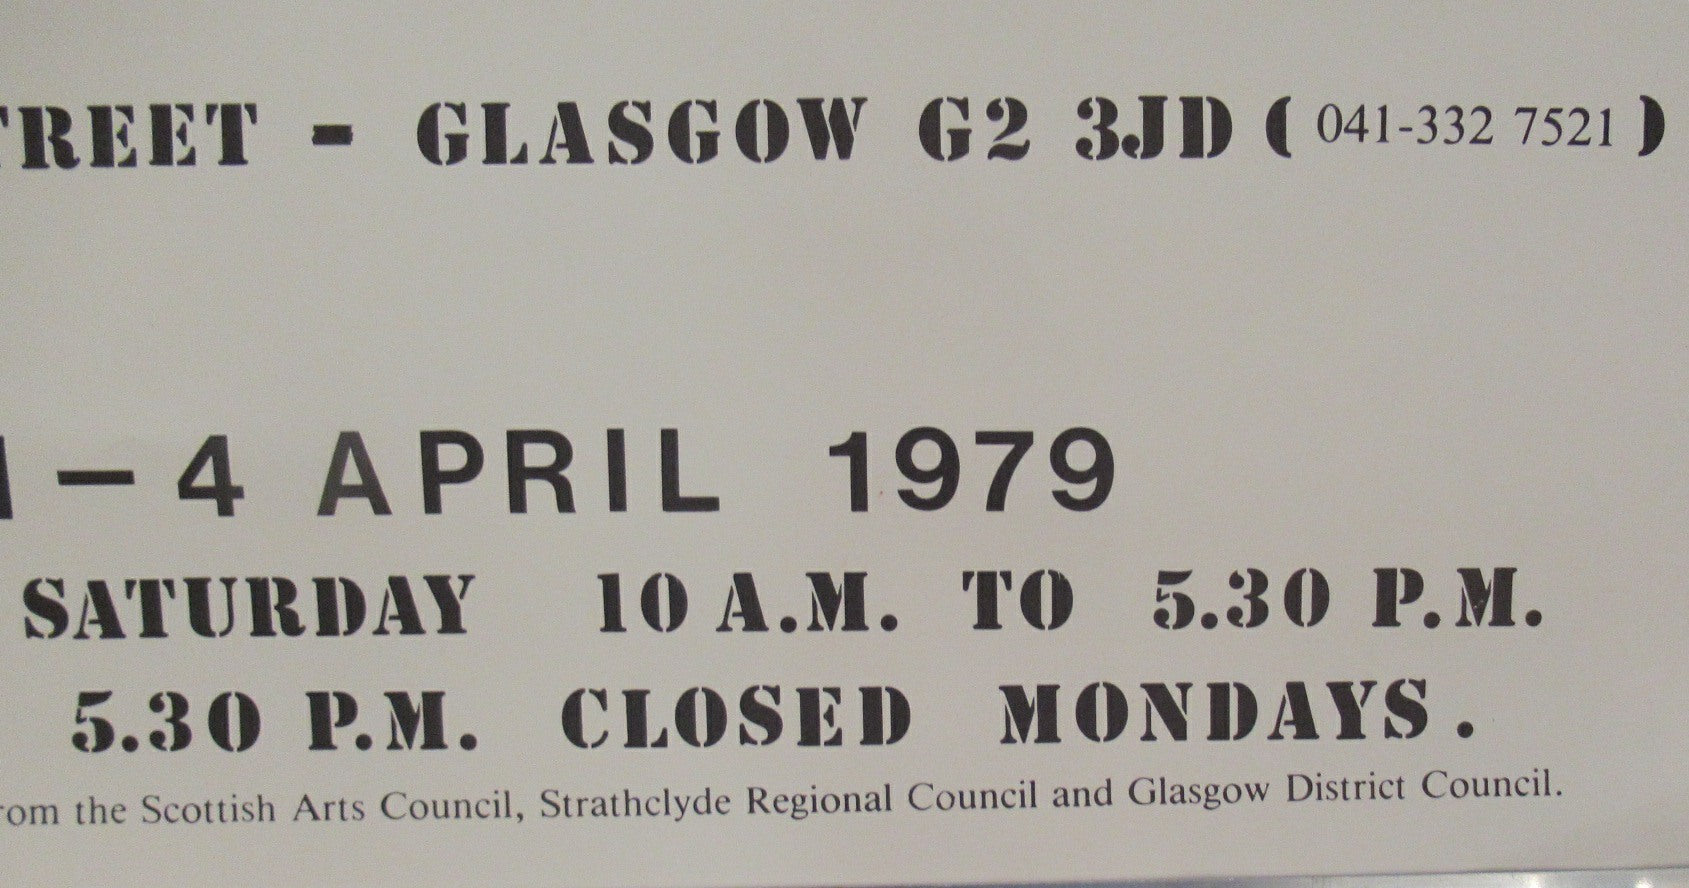 TREET - GLASGOW G2 3JD ( 041-332 7521 )
– 4 APRIL 1979
SATURDAY 10 A.M. TO 5.30 P.M.
5.30 P.M. CLOSED MONDAYS.
from the Scottish Arts Council, Strathclyde Regional Council and Glasgow District Council.